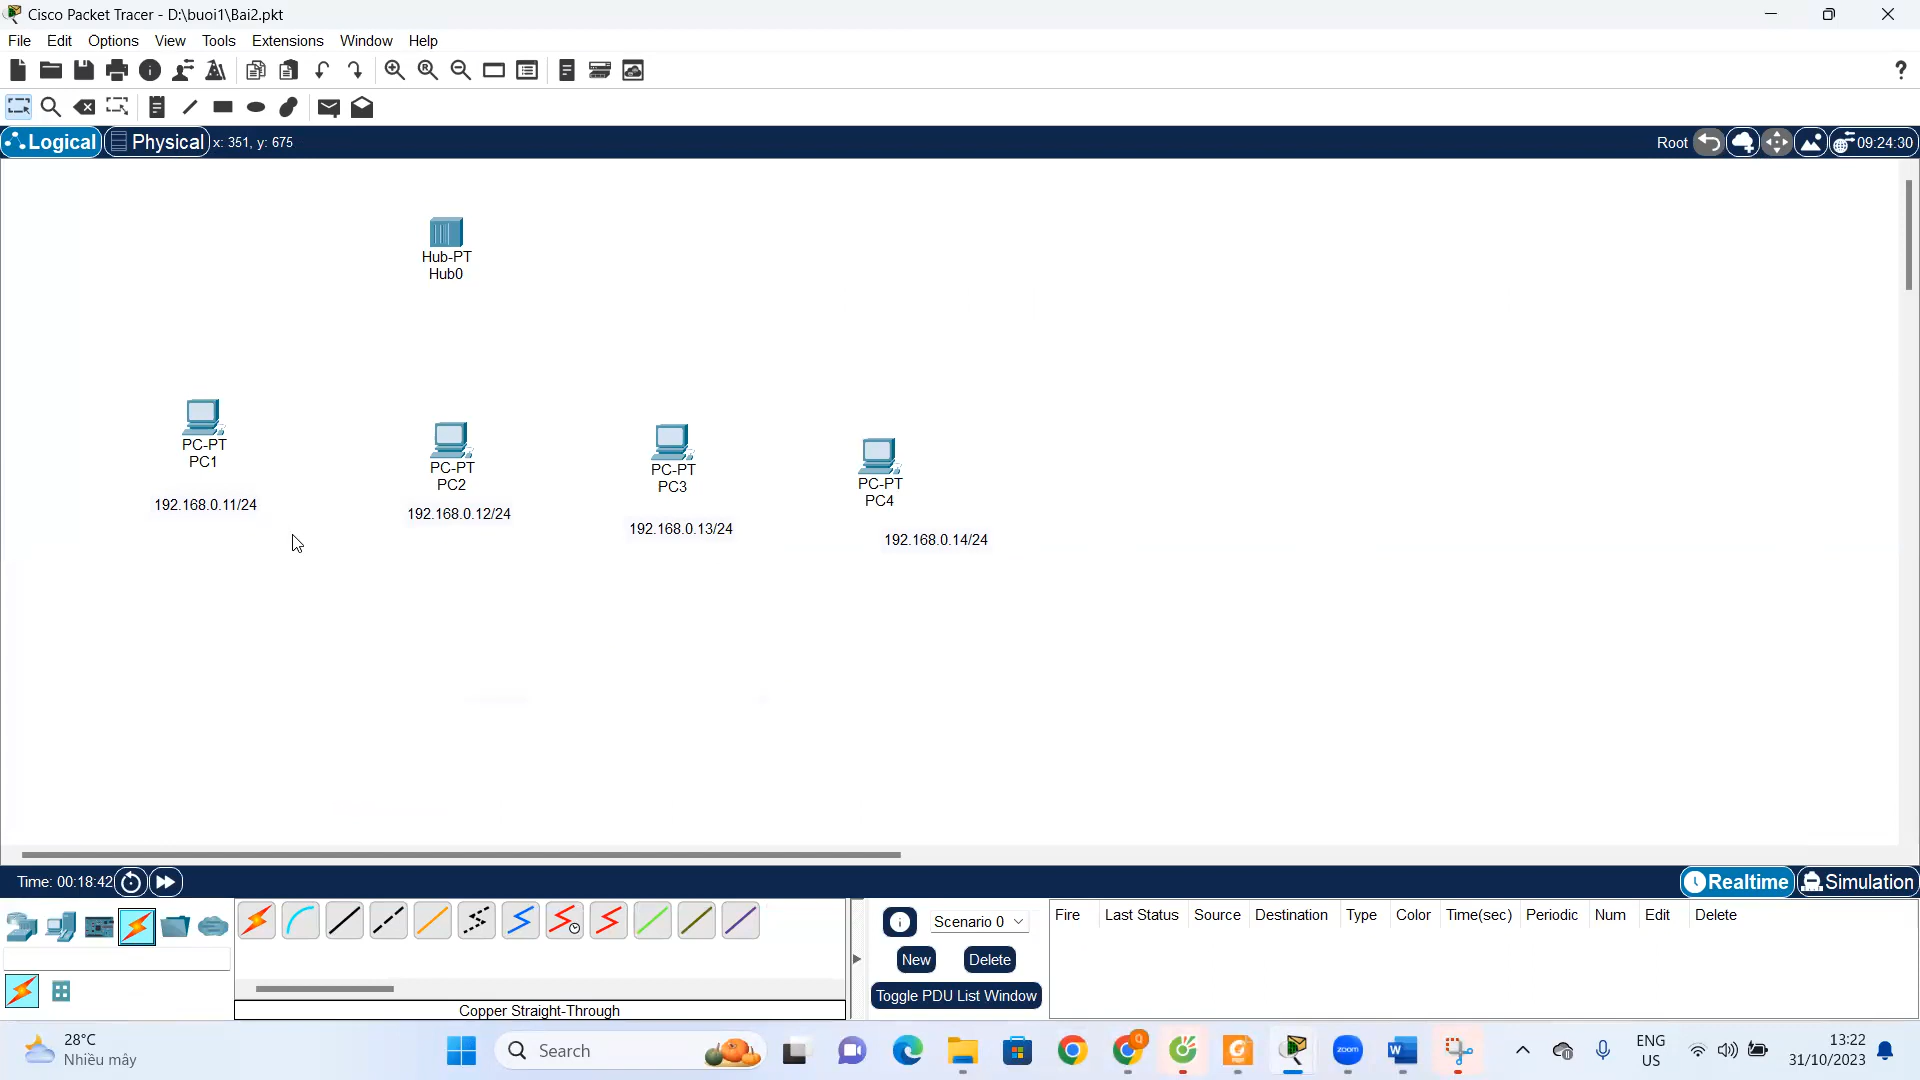 Cisco Packet Tracer - D:\buoi1\Bai2.pkt
File Edit Options View Tools Extensions Window Help
Logical Physical x: 351, y: 675 Root 09:24:30
Hub-PT
Hub0
PC-PT
PC1
192.168.0.11/24
PC-PT
PC2
192.168.0.12/24
PC-PT
PC3
192.168.0.13/24
PC-PT
PC4
192.168.0.14/24
Time: 00:18:42 Realtime Simulation
Scenario 0
New Delete
Toggle PDU List Window
Fire Last Status Source Destination Type Color Time(sec) Periodic Num Edit Delete
Copper Straight-Through
28°C
Nhiều mây
Search
zoom
ENG
US
13:22
31/10/2023